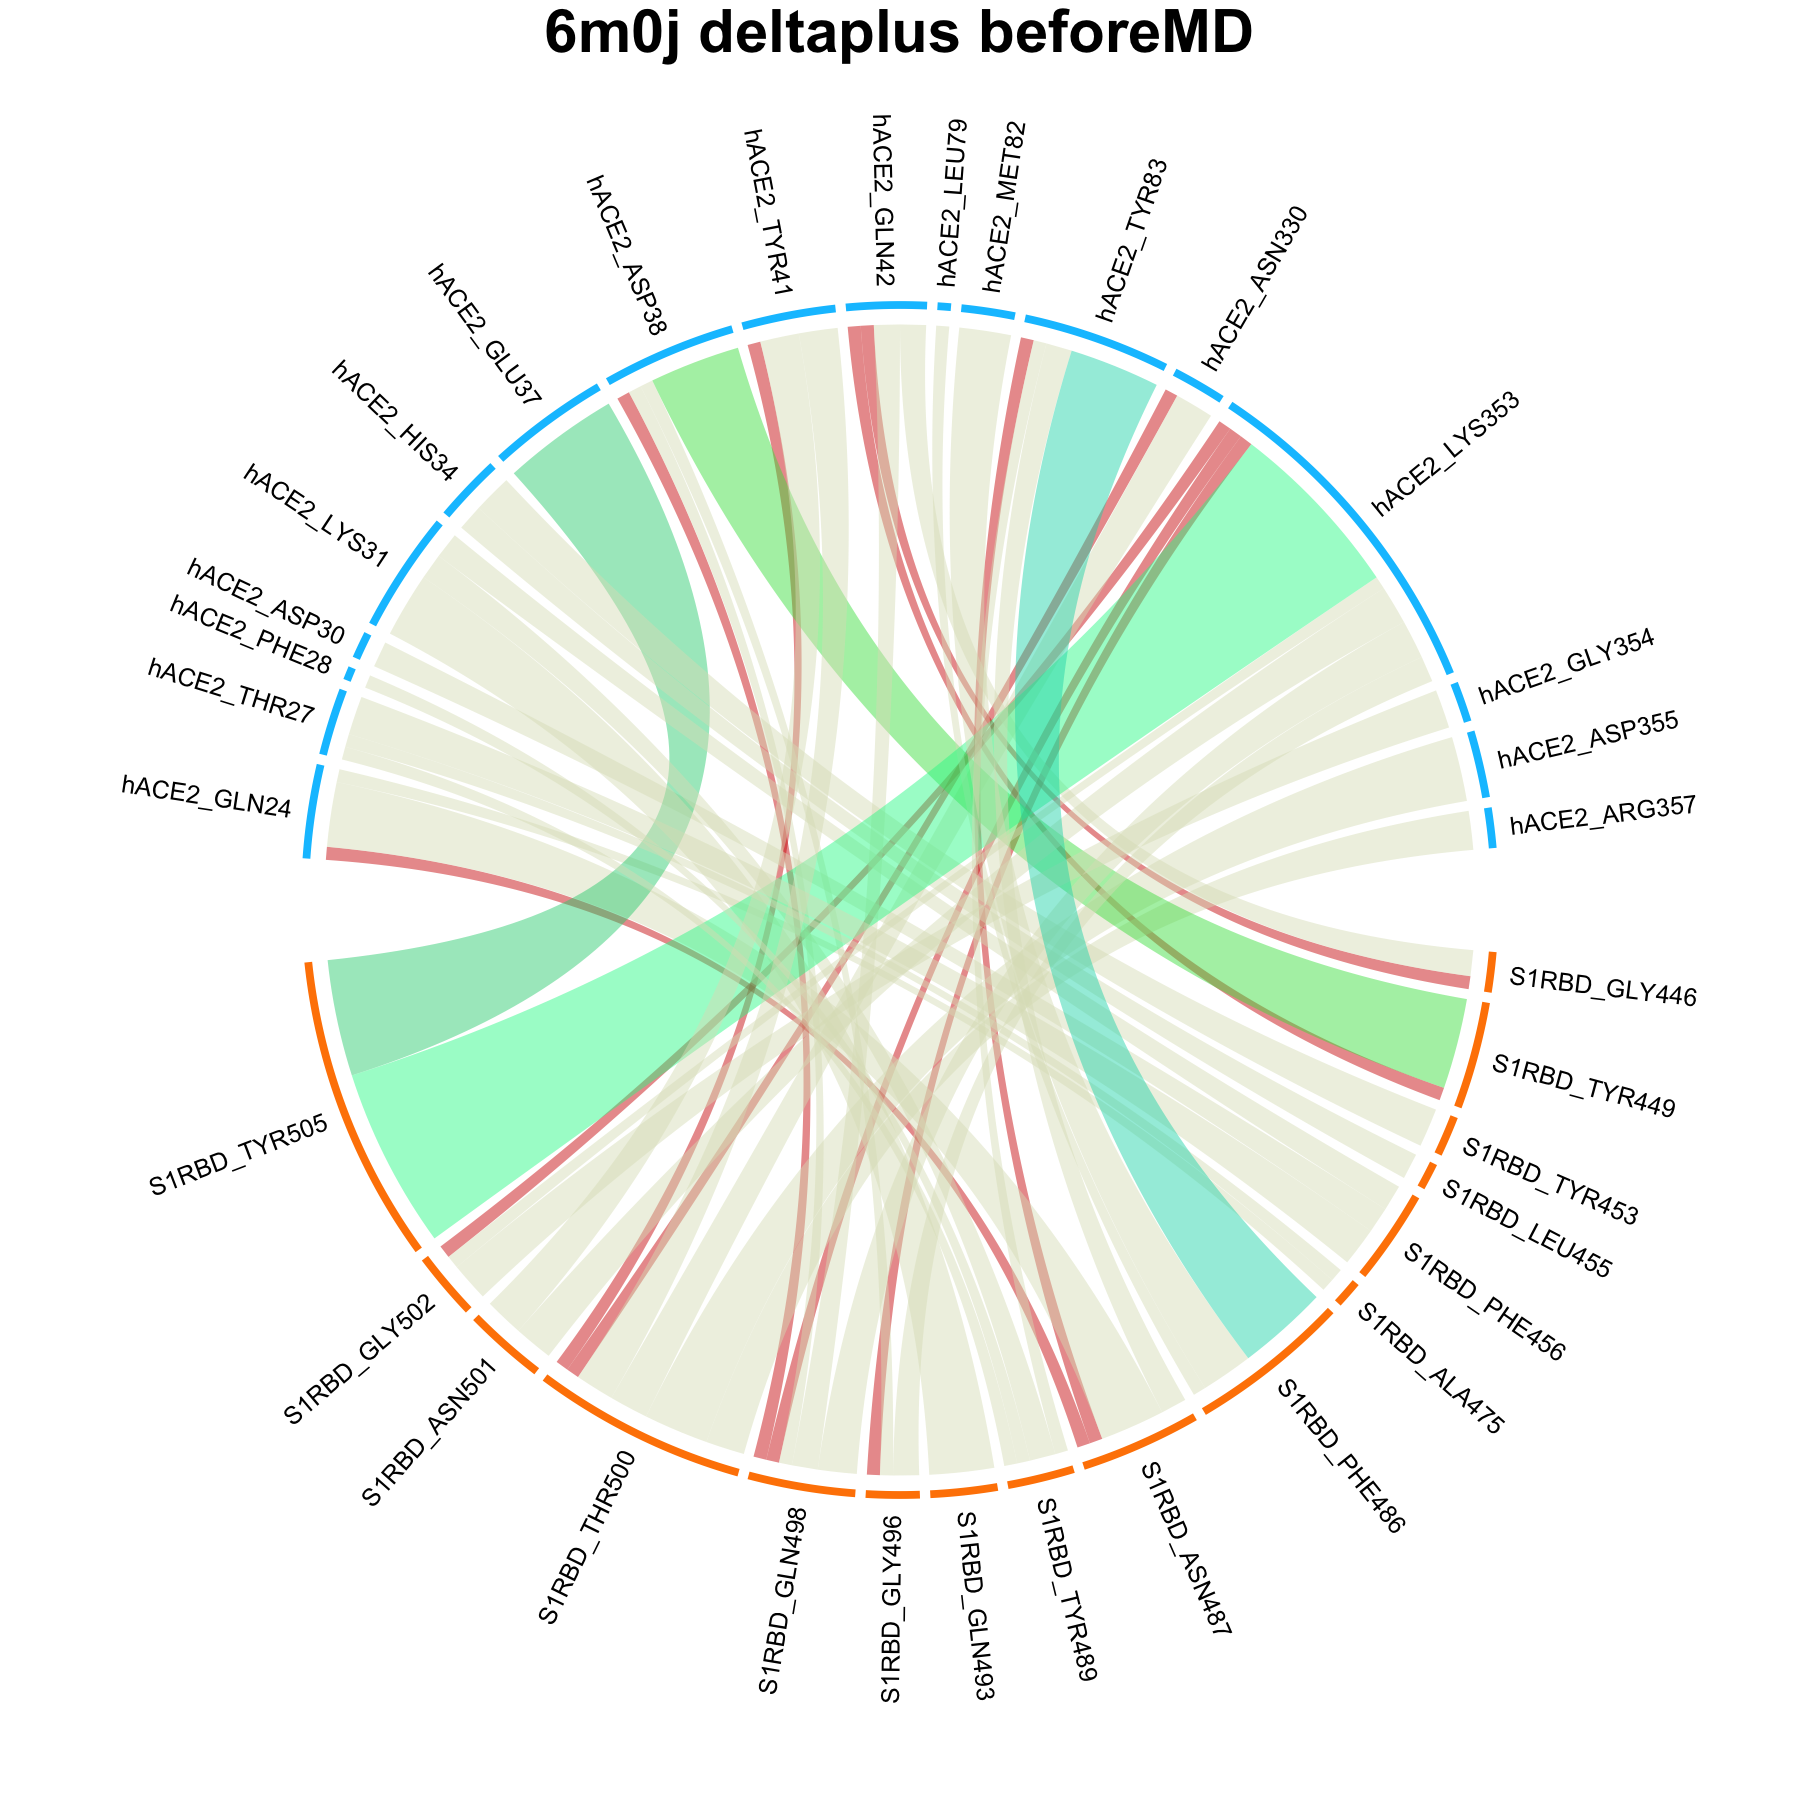 6m0j deltaplus beforeMD
hACE2_GLN24
hACE2_THR27
hACE2_PHE28
hACE2_ASP30
hACE2_LYS31
hACE2_HIS34
hACE2_GLU37
hACE2_ASP38
hACE2_TYR41
hACE2_GLN42
hACE2_LEU79
hACE2_MET82
hACE2_TYR83
hACE2_ASN330
hACE2_LYS353
hACE2_GLY354
hACE2_ASP355
hACE2_ARG357
S1RBD_GLY446
S1RBD_TYR449
S1RBD_TYR453
S1RBD_LEU455
S1RBD_PHE456
S1RBD_ALA475
S1RBD_PHE486
S1RBD_ASN487
S1RBD_TYR489
S1RBD_GLN493
S1RBD_GLY496
S1RBD_GLN498
S1RBD_THR500
S1RBD_ASN501
S1RBD_GLY502
S1RBD_TYR505